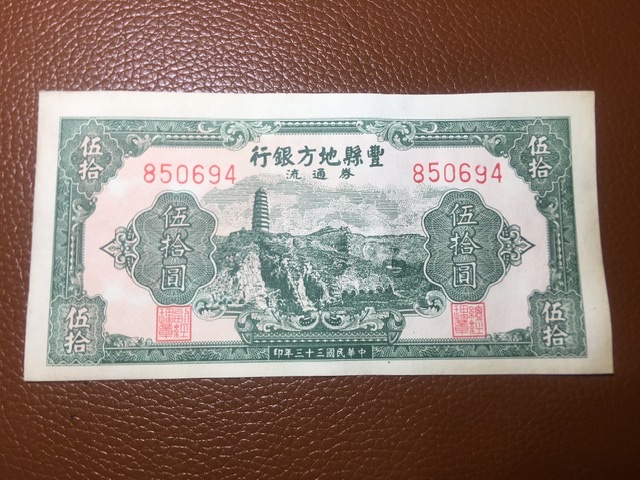 豐縣地方銀行
流通券
850694
850694
伍拾
伍拾
伍拾圓
伍拾圓
伍拾
伍拾
中華民國三十三年印